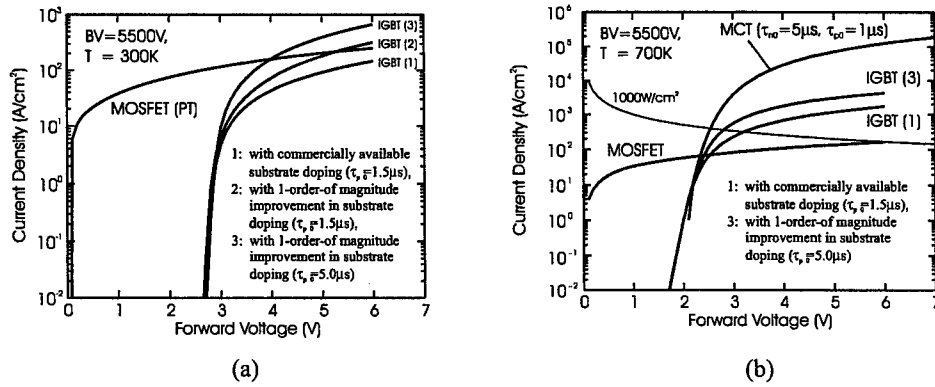 BV=5500V,
T = 300K
IGBT (3)
IGBT (2)
IGBT (1)
MOSFET (PT)
1: with commercially available
substrate doping (τp0=1.5μs),
2: with 1-order-of magnitude
improvement in substrate
doping (τp0=1.5μs),
3: with 1-order-of magnitude
improvement in substrate
doping (τp0=5.0μs)
Current Density (A/cm²)
10³
10²
10¹
10⁰
10⁻¹
10⁻²
0 1 2 3 4 5 6 7
Forward Voltage (V)
(a)
BV=5500V,
T = 700K
MCT (τn0=5μs, τp0=1μs)
1000W/cm²
IGBT (3)
IGBT (1)
MOSFET
1: with commercially available
substrate doping (τp0=1.5μs),
3: with 1-order-of magnitude
improvement in substrate
doping (τp0=5.0μs)
Current Density (A/cm²)
10⁶
10⁵
10⁴
10³
10²
10¹
10⁰
10⁻¹
10⁻²
0 1 2 3 4 5 6 7
Forward Voltage (V)
(b)